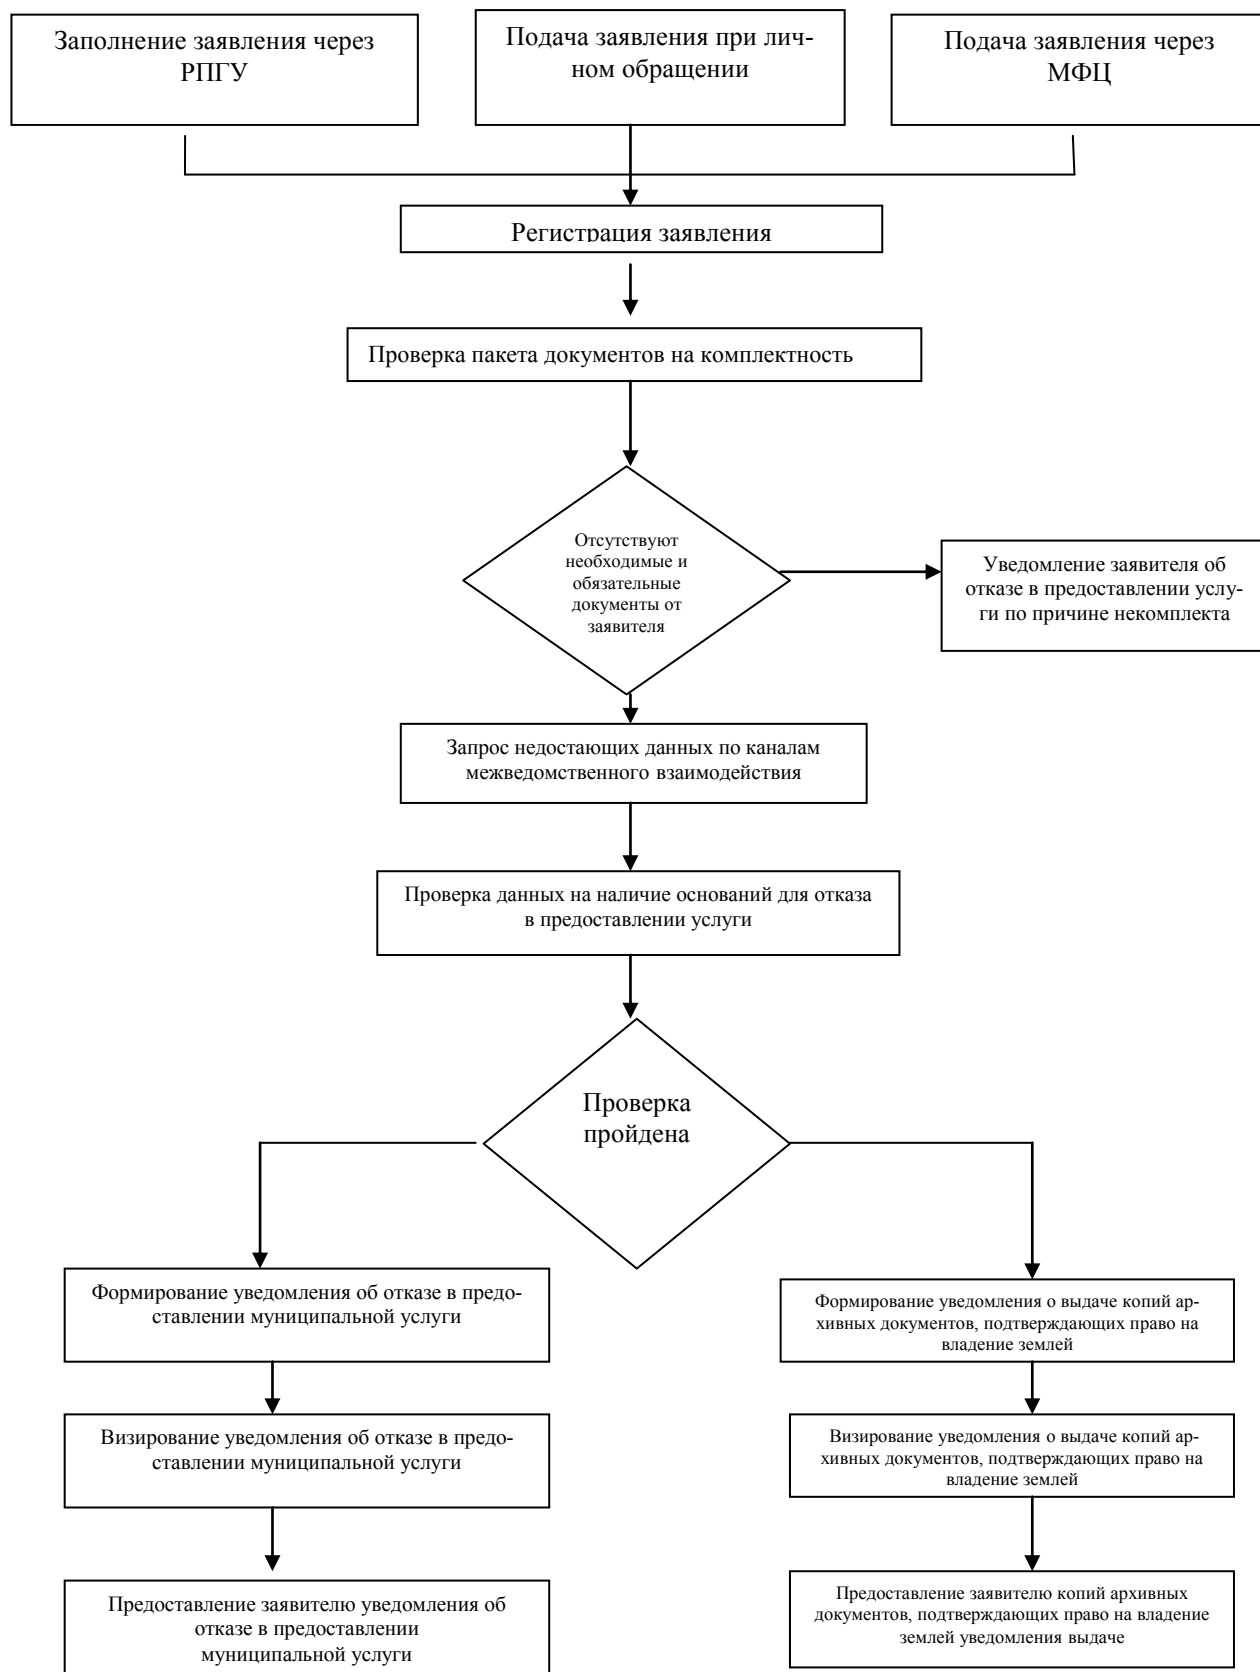 Заполнение заявления через
РПГУ
Подача заявления при лич-
ном обращении
Подача заявления через
МФЦ
Регистрация заявления
Проверка пакета документов на комплектность
Отсутствуют
необходимые и
обязательные
документы от
заявителя
Уведомление заявителя об
отказе в предоставлении услу-
ги по причине некомплекта
Запрос недостающих данных по каналам
межведомственного взаимодействия
Проверка данных на наличие оснований для отказа
в предоставлении услуги
Проверка
пройдена
Формирование уведомления об отказе в предо-
ставлении муниципальной услуги
Формирование уведомления о выдаче копий ар-
хивных документов, подтверждающих право на
владение землей
Визирование уведомления об отказе в предо-
ставлении муниципальной услуги
Визирование уведомления о выдаче копий ар-
хивных документов, подтверждающих право на
владение землей
Предоставление заявителю уведомления об
отказе в предоставлении
муниципальной услуги
Предоставление заявителю копий архивных
документов, подтверждающих право на владение
землей уведомления выдаче